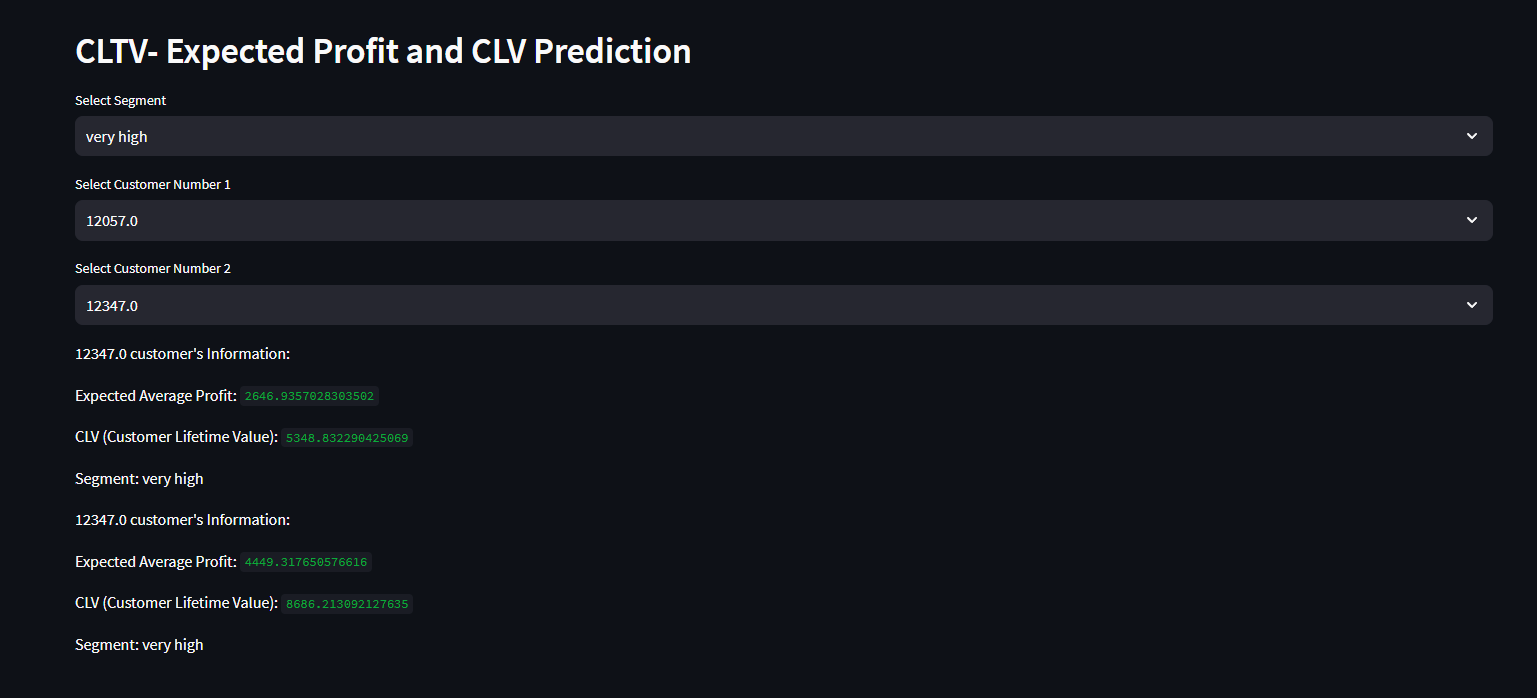 CLTV- Expected Profit and CLV Prediction
Select Segment
very high
Select Customer Number 1
12057.0
Select Customer Number 2
12347.0
12347.0 customer's Information:
Expected Average Profit: 2646.9357028303502
CLV (Customer Lifetime Value): 5348.832290425069
Segment: very high
12347.0 customer's Information:
Expected Average Profit: 4449.317650576616
CLV (Customer Lifetime Value): 8686.213092127635
Segment: very high